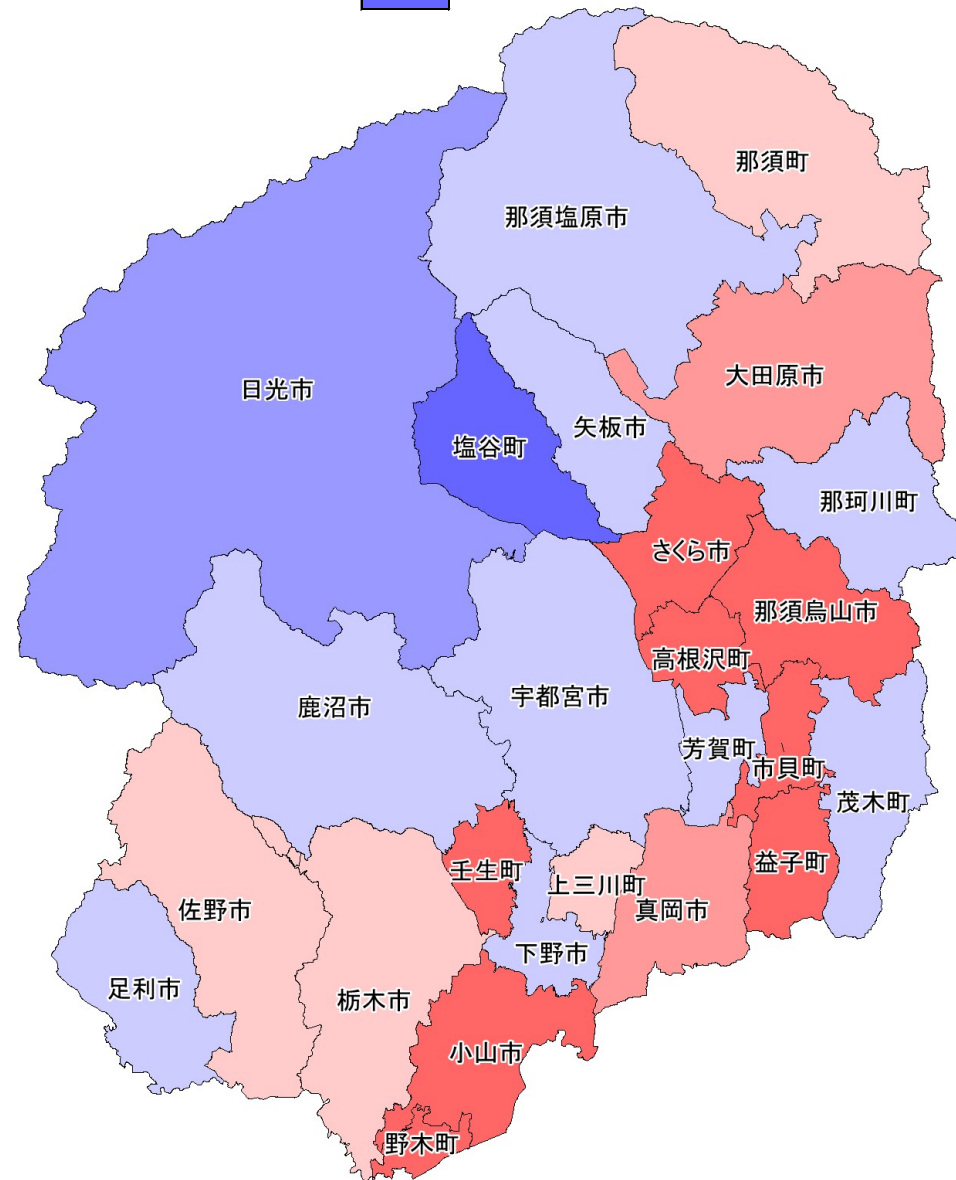 那須町
那須塩原市
大田原市
日光市
矢板市
塩谷町
那珂川町
さくら市
那須烏山市
高根沢町
宇都宮市
鹿沼市
芳賀町
市貝町
茂木町
益子町
壬生町
上三川町
佐野市
真岡市
下野市
足利市
栃木市
小山市
野木町